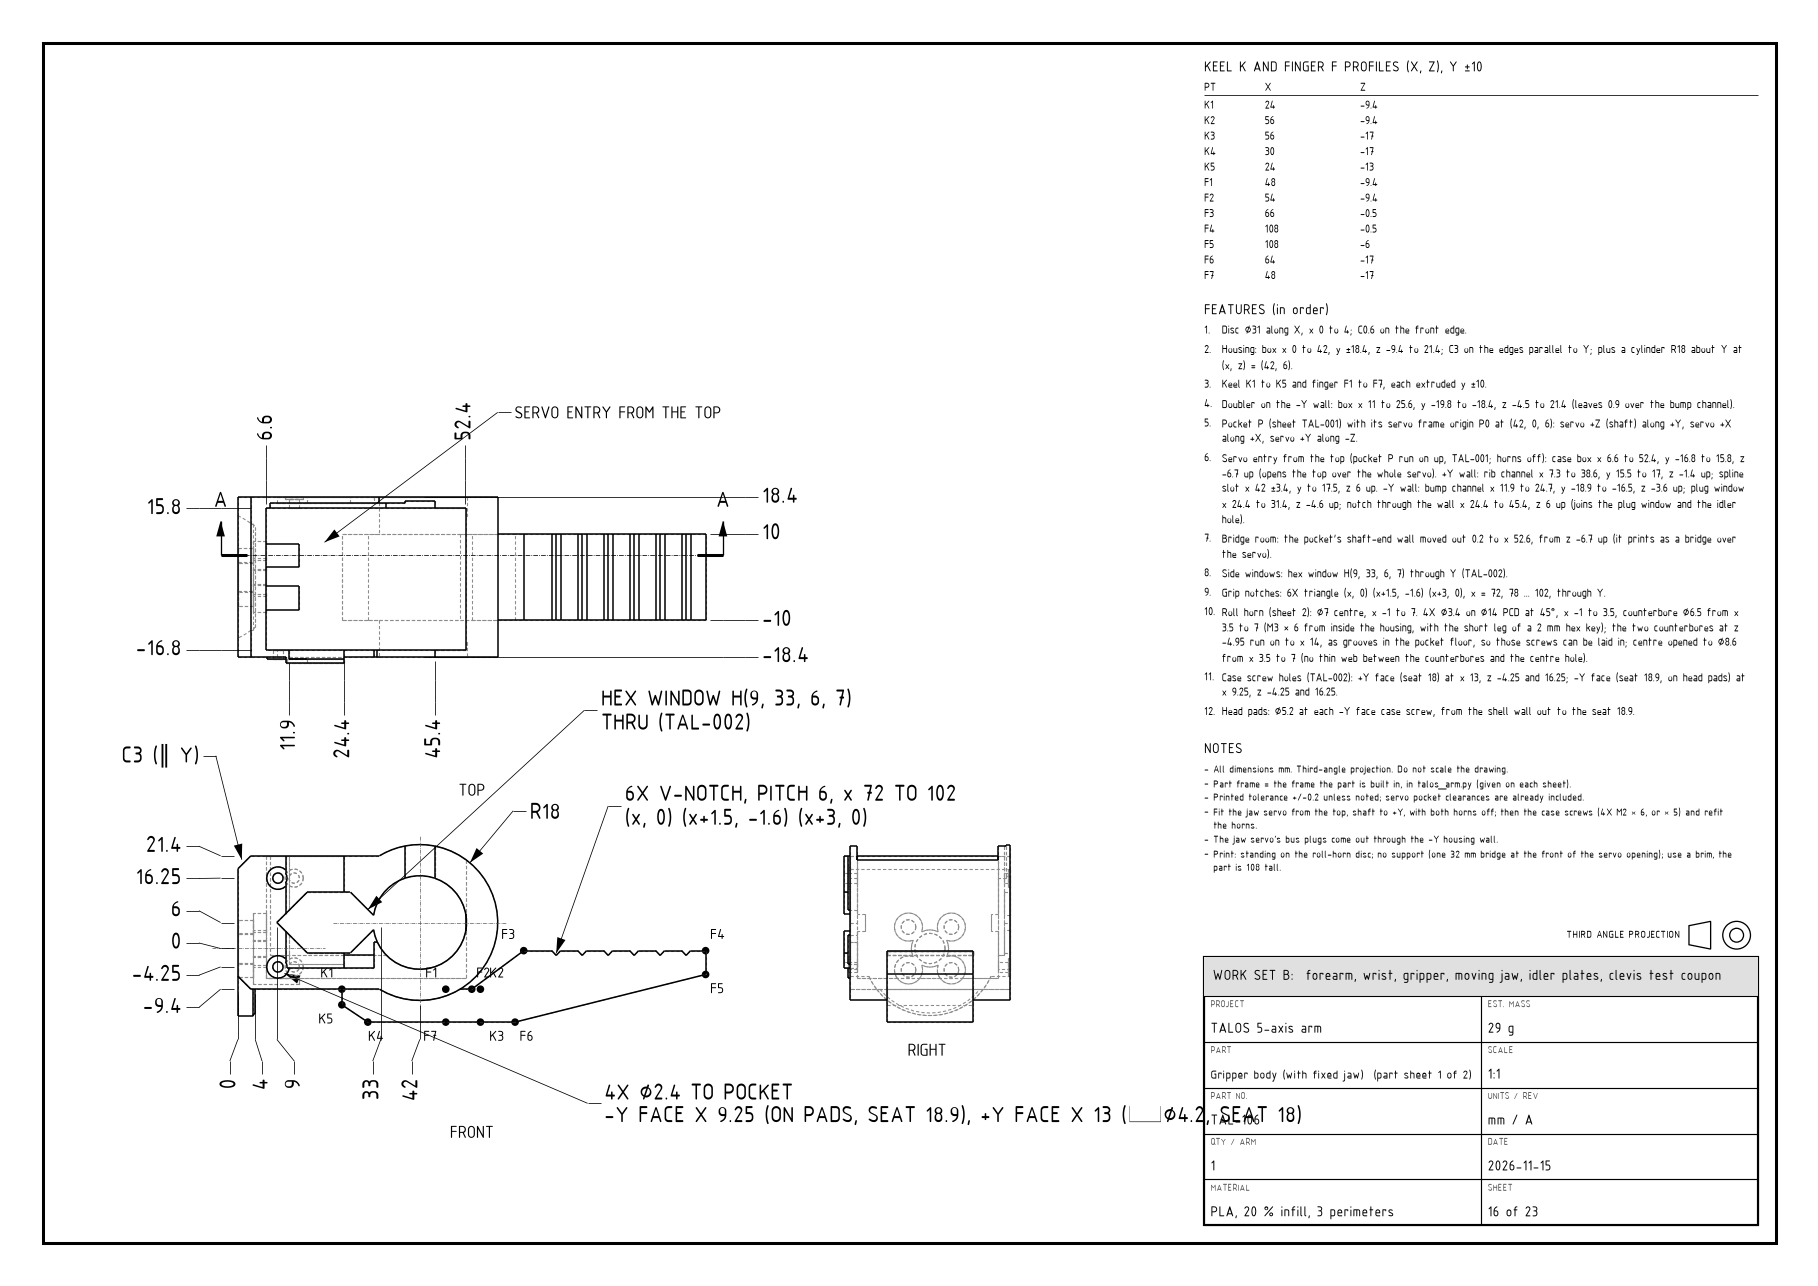 KEEL K AND FINGER F PROFILES (X, Z), Y ±10
PT X Z
K1 24 -9.4
K2 56 -9.4
K3 56 -17
K4 30 -17
K5 24 -13
F1 48 -9.4
F2 54 -9.4
F3 66 -0.5
F4 108 -0.5
F5 108 -6
F6 64 -17
F7 48 -17
FEATURES (in order)
1. Disc Ø31 along X, x 0 to 4; C0.6 on the front edge.
2. Housing: box x 0 to 42, y ±18.4, z -9.4 to 21.4; C3 on the edges parallel to Y; plus a cylinder R18 about Y at
(x, z) = (42, 6).
3. Keel K1 to K5 and finger F1 to F7, each extruded y ±10.
4. Doubler on the -Y wall: box x 11 to 25.6, y -19.8 to -18.4, z -4.5 to 21.4 (leaves 0.9 over the bump channel).
5. Pocket P (sheet TAL-001) with its servo frame origin P0 at (42, 0, 6): servo +Z (shaft) along +Y, servo +X
along +X, servo +Y along -Z.
6. Servo entry from the top (pocket P run on up, TAL-001; horns off): case box x 6.6 to 52.4, y -16.8 to 15.8, z
-6.7 up (opens the top over the whole servo). +Y wall: rib channel x 7.3 to 38.6, y 15.5 to 17, z -1.4 up; spline
slot x 42 ±3.4, y to 17.5, z 6 up. -Y wall: bump channel x 11.9 to 24.7, y -18.9 to -16.5, z -3.6 up; plug window
x 24.4 to 31.4, z -4.6 up; notch through the wall x 24.4 to 45.4, z 6 up (joins the plug window and the idler
hole).
7. Bridge room: the pocket's shaft-end wall moved out 0.2 to x 52.6, from z -6.7 up (it prints as a bridge over
the servo).
8. Side windows: hex window H(9, 33, 6, 7) through Y (TAL-002).
9. Grip notches: 6X triangle (x, 0) (x+1.5, -1.6) (x+3, 0), x = 72, 78 … 102, through Y.
10. Roll horn (sheet 2): Ø7 centre, x -1 to 7. 4X Ø3.4 on Ø14 PCD at 45°, x -1 to 3.5, counterbore Ø6.5 from x
3.5 to 7 (M3 × 6 from inside the housing, with the short leg of a 2 mm hex key); the two counterbores at z
-4.95 run on to x 14, as grooves in the pocket floor, so those screws can be laid in; centre opened to Ø8.6
from x 3.5 to 7 (no thin web between the counterbores and the centre hole).
11. Case screw holes (TAL-002): +Y face (seat 18) at x 13, z -4.25 and 16.25; -Y face (seat 18.9, on head pads) at
x 9.25, z -4.25 and 16.25.
12. Head pads: Ø5.2 at each -Y face case screw, from the shell wall out to the seat 18.9.
NOTES
- All dimensions mm. Third-angle projection. Do not scale the drawing.
- Part frame = the frame the part is built in, in talos_arm.py (given on each sheet).
- Printed tolerance +/-0.2 unless noted; servo pocket clearances are already included.
- Fit the jaw servo from the top, shaft to +Y, with both horns off; then the case screws (4X M2 × 6, or × 5) and refit
the horns.
- The jaw servo's bus plugs come out through the -Y housing wall.
- Print: standing on the roll-horn disc; no support (one 32 mm bridge at the front of the servo opening); use a brim, the
part is 108 tall.
6.6
52.4
SERVO ENTRY FROM THE TOP
15.8
A
A
18.4
10
-10
-16.8
-18.4
11.9
24.4
45.4
TOP
HEX WINDOW H(9, 33, 6, 7)
THRU (TAL-002)
C3 (∥ Y)
6X V-NOTCH, PITCH 6, x 72 TO 102
(x, 0) (x+1.5, -1.6) (x+3, 0)
R18
21.4
16.25
6
0
-4.25
-9.4
K1
F1
F2
K2
F3
F4
F5
K5
K4
F7
K3
F6
0
4
9
33
42
FRONT
RIGHT
4X Ø2.4 TO POCKET
-Y FACE X 9.25 (ON PADS, SEAT 18.9), +Y FACE X 13 (⌴Ø4.2, SEAT 18)
THIRD ANGLE PROJECTION
WORK SET B: forearm, wrist, gripper, moving jaw, idler plates, clevis test coupon
PROJECT
TALOS 5-axis arm
EST. MASS
29 g
PART
Gripper body (with fixed jaw) (part sheet 1 of 2)
SCALE
1:1
PART NO.
TAL-106
UNITS / REV
mm / A
QTY / ARM
1
DATE
2026-11-15
MATERIAL
PLA, 20 % infill, 3 perimeters
SHEET
16 of 23